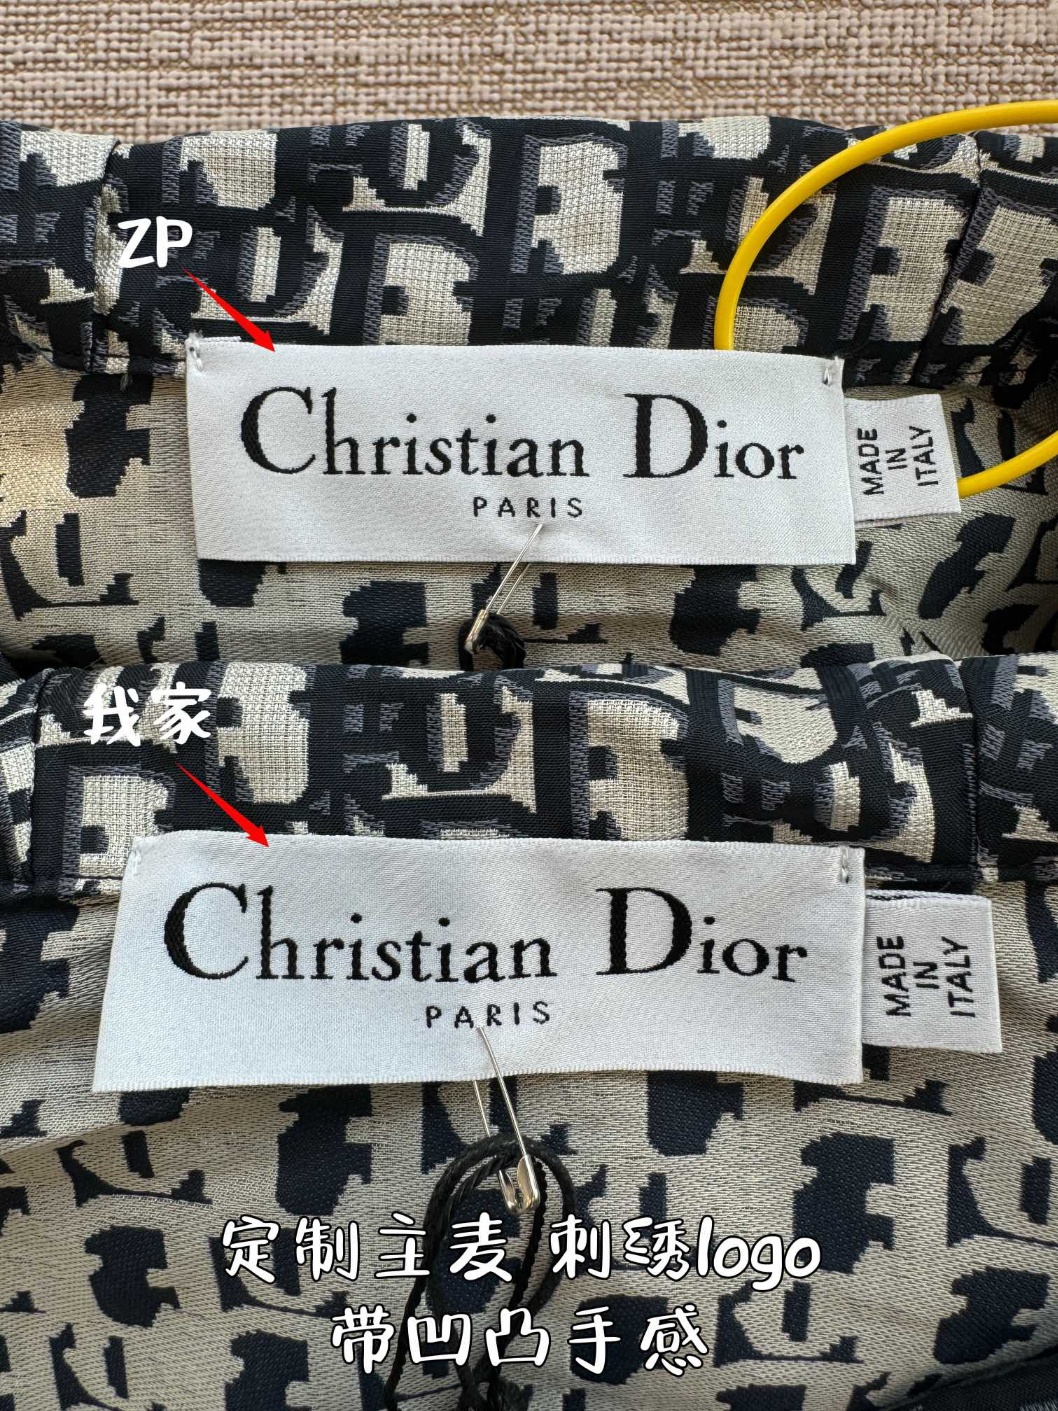 ZP
Christian Dior
PARIS
MADE
IN
ITALY
我家
Christian Dior
PARIS
MADE
IN
ITALY
定制主麦 刺绣logo
带凹凸手感